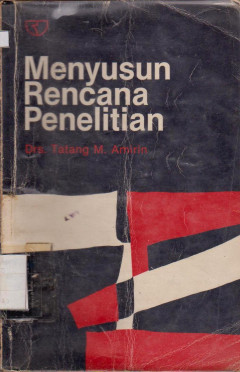 Menyusun
Rencana
Penelitian
Drs. Tatang M. Amirin